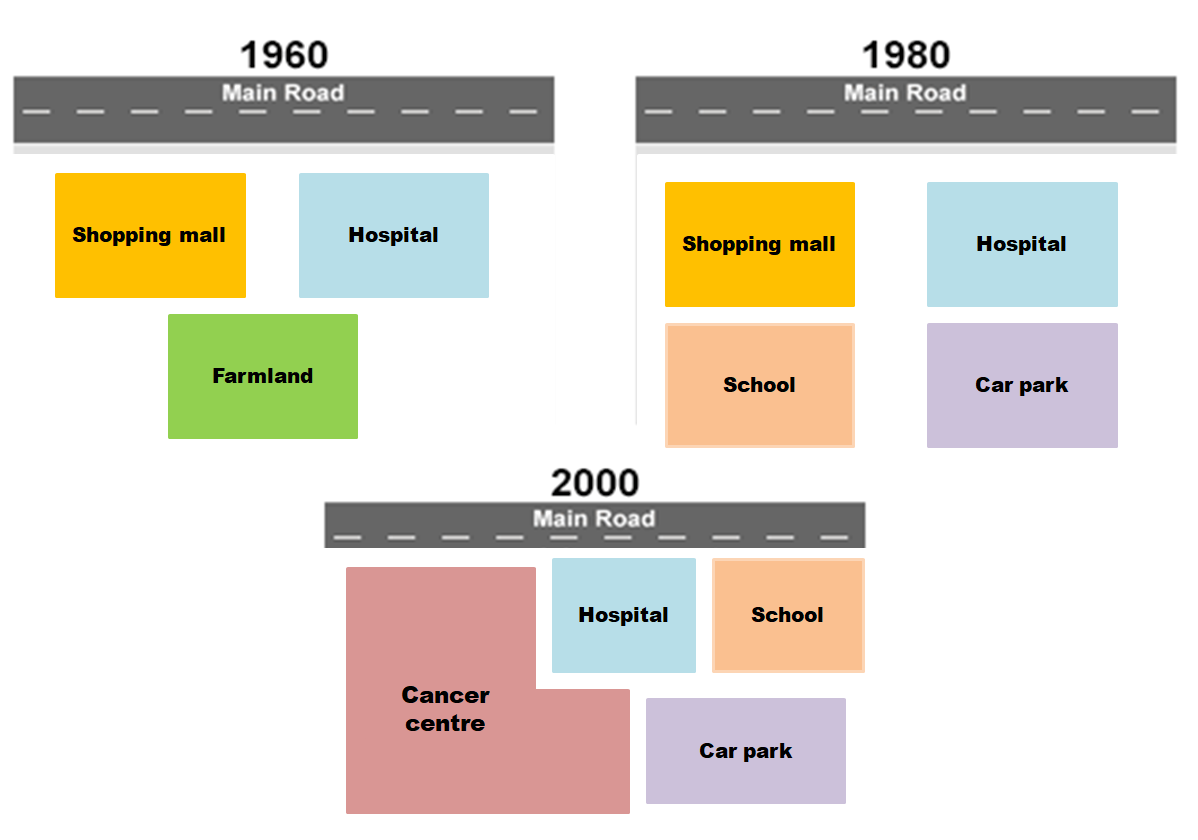 1960
Main Road
Shopping mall
Hospital
Farmland
1980
Main Road
Shopping mall
Hospital
School
Car park
2000
Main Road
Hospital
School
Cancer
centre
Car park